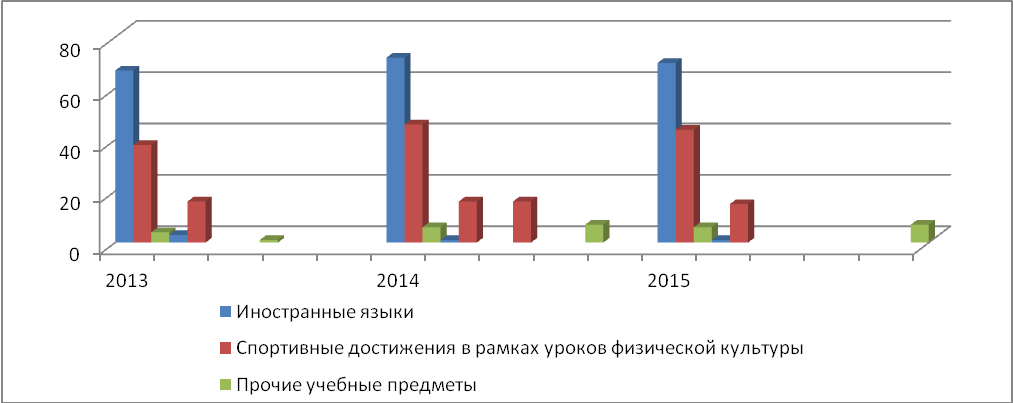 80
60
40
20
0
2013 2014 2015
Иностранные языки
Спортивные достижения в рамках уроков физической культуры
Прочие учебные предметы